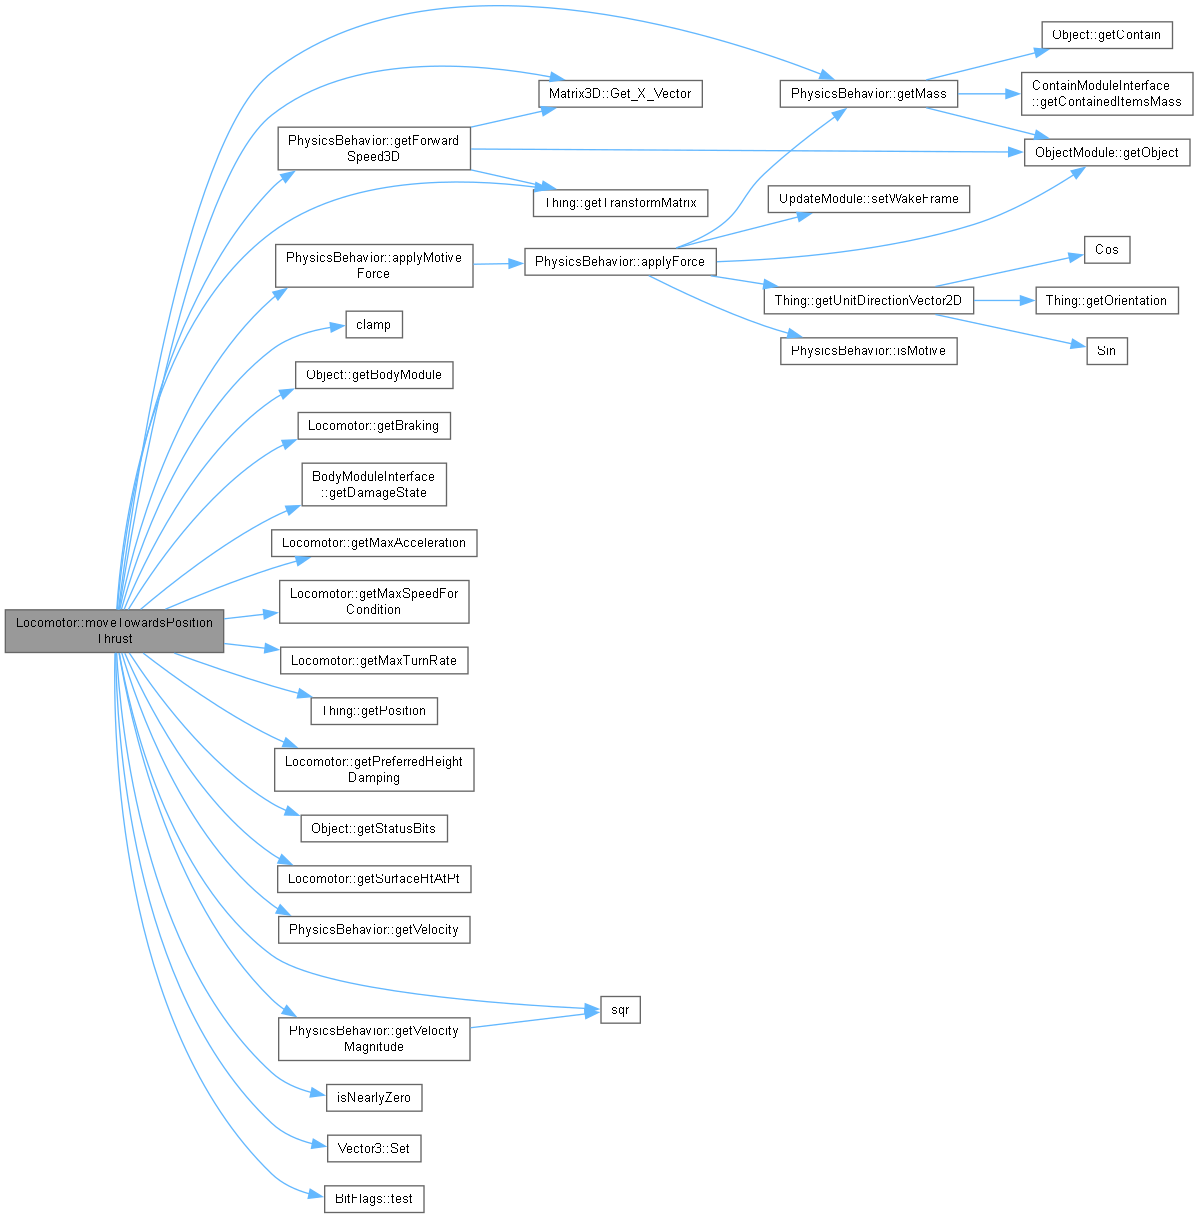 Locomotor::moveTowardsPosition
Thrust
PhysicsBehavior::getForward
Speed3D
Matrix3D::Get_X_Vector
Thing::getTransformMatrix
PhysicsBehavior::applyMotive
Force
PhysicsBehavior::applyForce
PhysicsBehavior::getMass
Object::getContain
ContainModuleInterface
::getContainedItemsMass
ObjectModule::getObject
UpdateModule::setWakeFrame
Thing::getUnitDirectionVector2D
Cos
Thing::getOrientation
Sin
PhysicsBehavior::isMotive
clamp
Object::getBodyModule
Locomotor::getBraking
BodyModuleInterface
::getDamageState
Locomotor::getMaxAcceleration
Locomotor::getMaxSpeedFor
Condition
Locomotor::getMaxTurnRate
Thing::getPosition
Locomotor::getPreferredHeight
Damping
Object::getStatusBits
Locomotor::getSurfaceHtAtPt
PhysicsBehavior::getVelocity
sqr
PhysicsBehavior::getVelocity
Magnitude
isNearlyZero
Vector3::Set
BitFlags::test